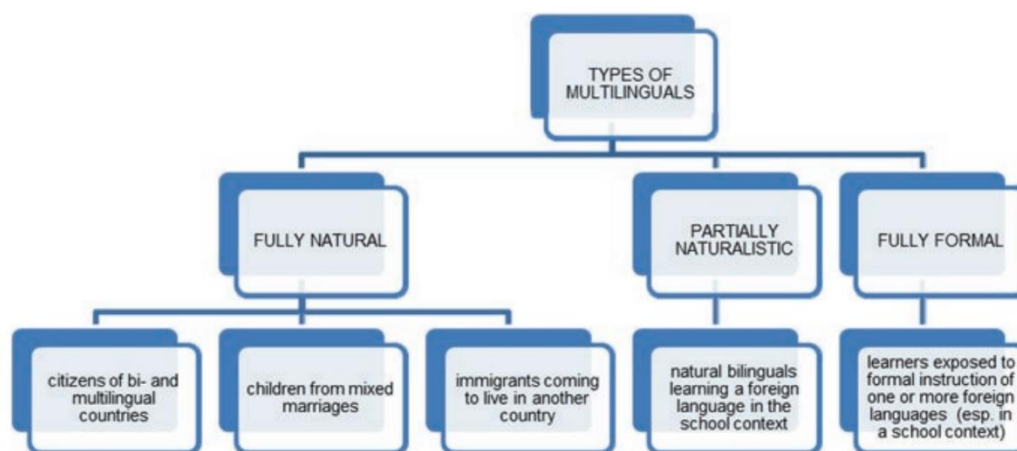 TYPES OF
MULTILINGUALS
FULLY NATURAL
PARTIALLY
NATURALISTIC
FULLY FORMAL
citizens of bi- and
multilingual
countries
children from mixed
marriages
immigrants coming
to live in another
country
natural bilinguals
learning a foreign
language in the
school context
learners exposed to
formal instruction of
one or more foreign
languages (esp. in
a school context)